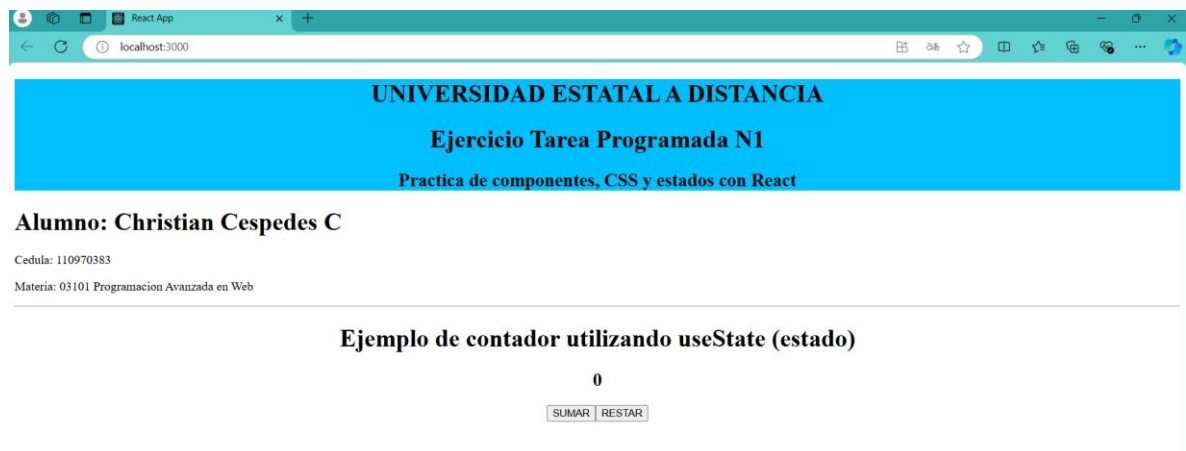 React App
localhost:3000
UNIVERSIDAD ESTATAL A DISTANCIA
Ejercicio Tarea Programada N1
Practica de componentes, CSS y estados con React
Alumno: Christian Cespedes C
Cedula: 110970383
Materia: 03101 Programacion Avanzada en Web
Ejemplo de contador utilizando useState (estado)
0
SUMAR RESTAR